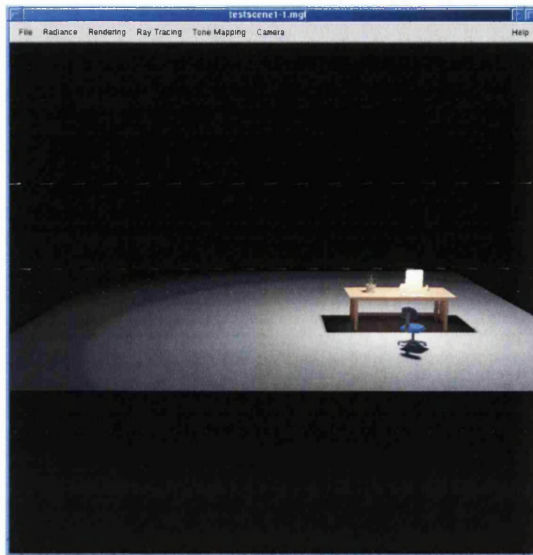 testscene1-1.mgf
File Radiance Rendering Ray Tracing Tone Mapping Camera Help